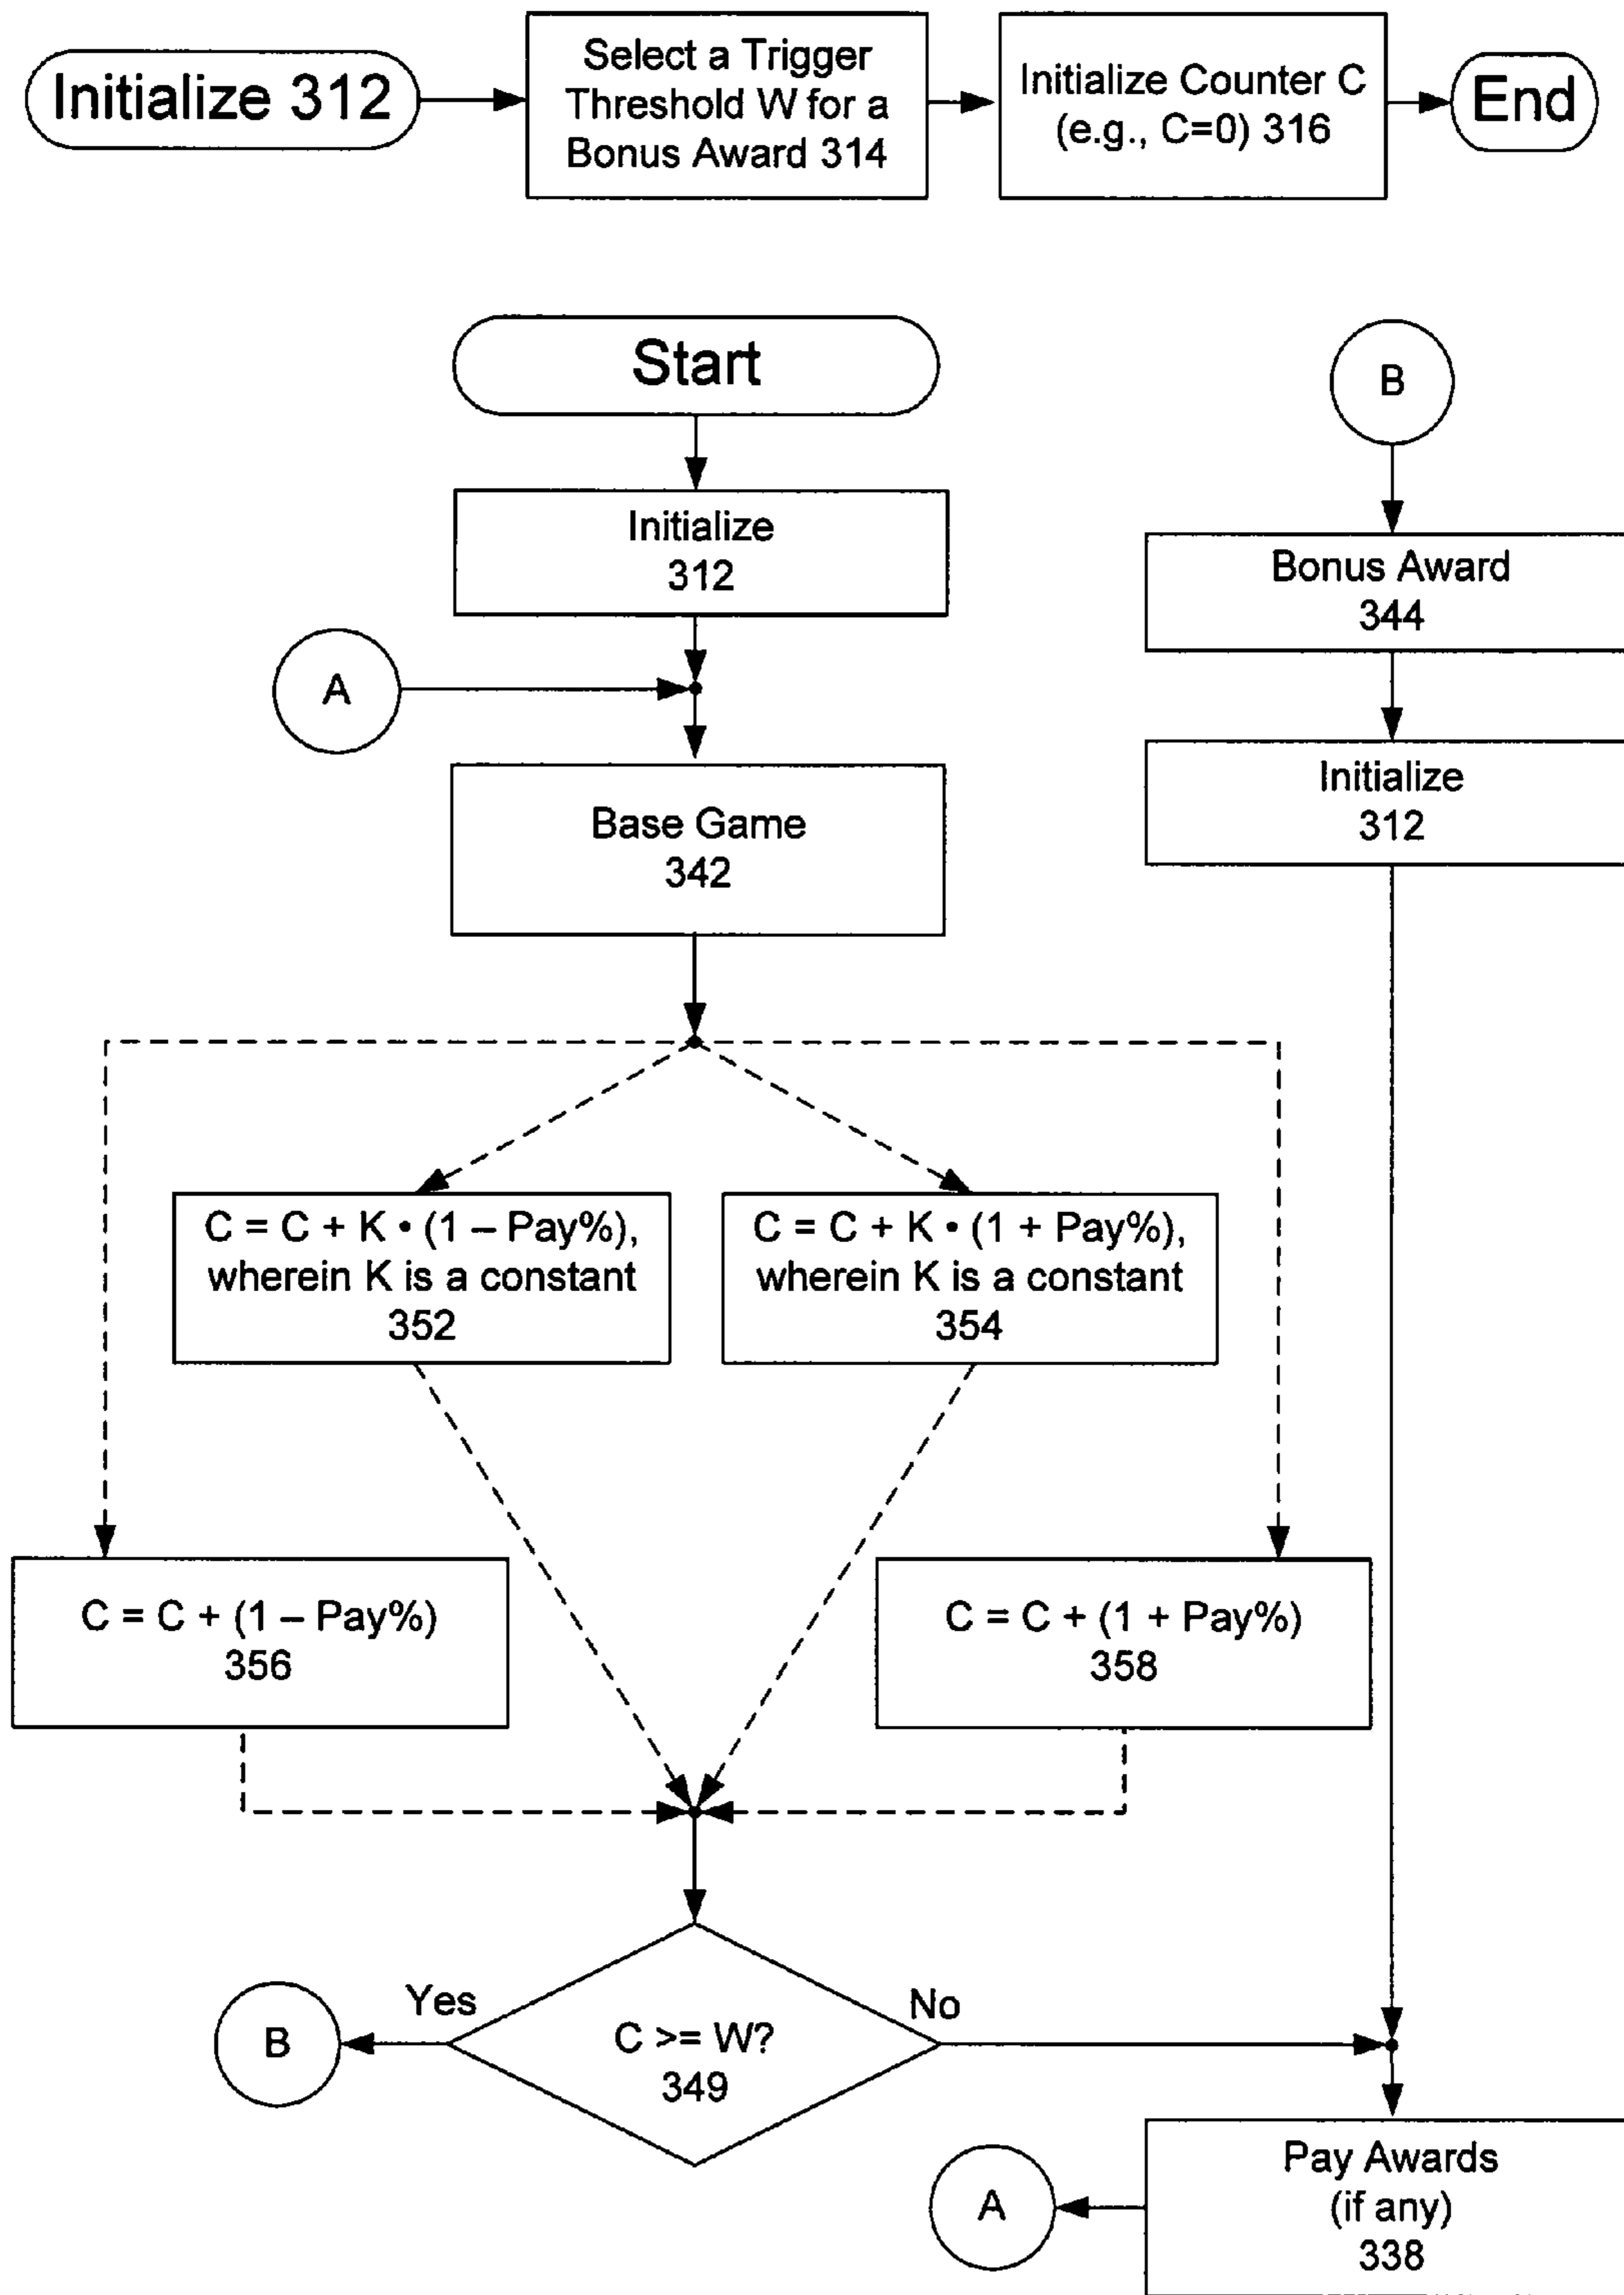 Initialize 312
Select a Trigger
Threshold W for a
Bonus Award 314
Initialize Counter C
(e.g., C=0) 316
End
Start
B
Initialize
312
Bonus Award
344
A
Initialize
312
Base Game
342
C = C + K • (1 – Pay%),
wherein K is a constant
352
C = C + K • (1 + Pay%),
wherein K is a constant
354
C = C + (1 – Pay%)
356
C = C + (1 + Pay%)
358
Yes
No
B
C >= W?
349
Pay Awards
(if any)
338
A